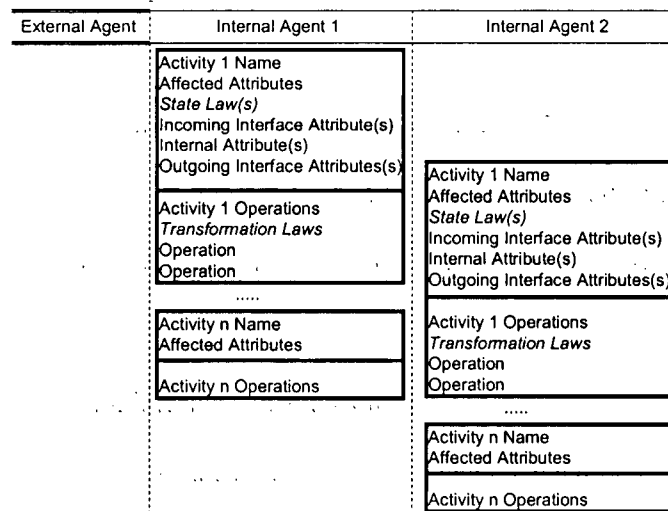 External Agent
Internal Agent 1
Internal Agent 2
Activity 1 Name
Affected Attributes
State Law(s)
Incoming Interface Attribute(s)
Internal Attribute(s)
Outgoing Interface Attributes(s)
Activity 1 Operations
Transformation Laws
Operation
Operation
.....
Activity n Name
Affected Attributes
Activity n Operations
Activity 1 Name
Affected Attributes
State Law(s)
Incoming Interface Attribute(s)
Internal Attribute(s)
Outgoing Interface Attributes(s)
Activity 1 Operations
Transformation Laws
Operation
Operation
.....
Activity n Name
Affected Attributes
Activity n Operations